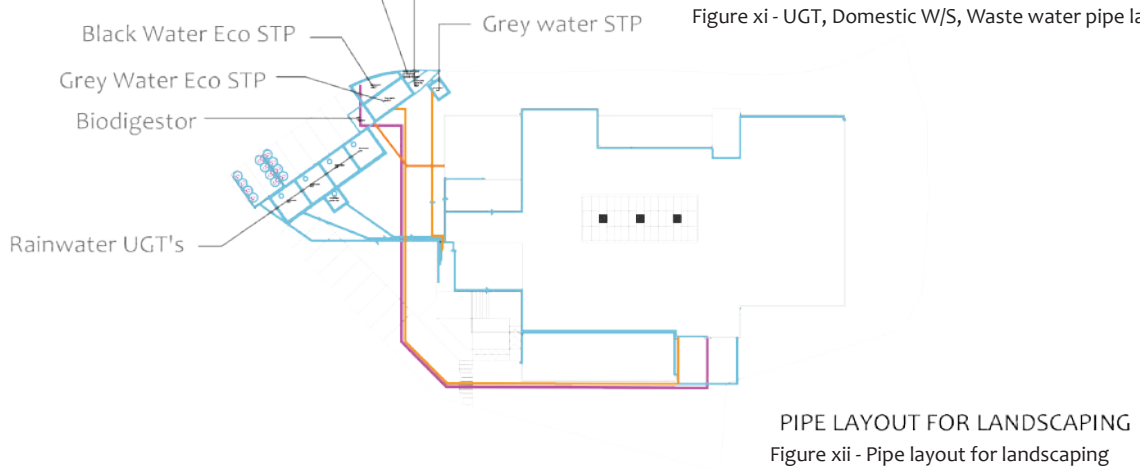 Figure xi - UGT, Domestic W/S, Waste water pipe la
Grey water STP
Black Water Eco STP
Grey Water Eco STP
Biodigestor
Rainwater UGT's
PIPE LAYOUT FOR LANDSCAPING
Figure xii - Pipe layout for landscaping